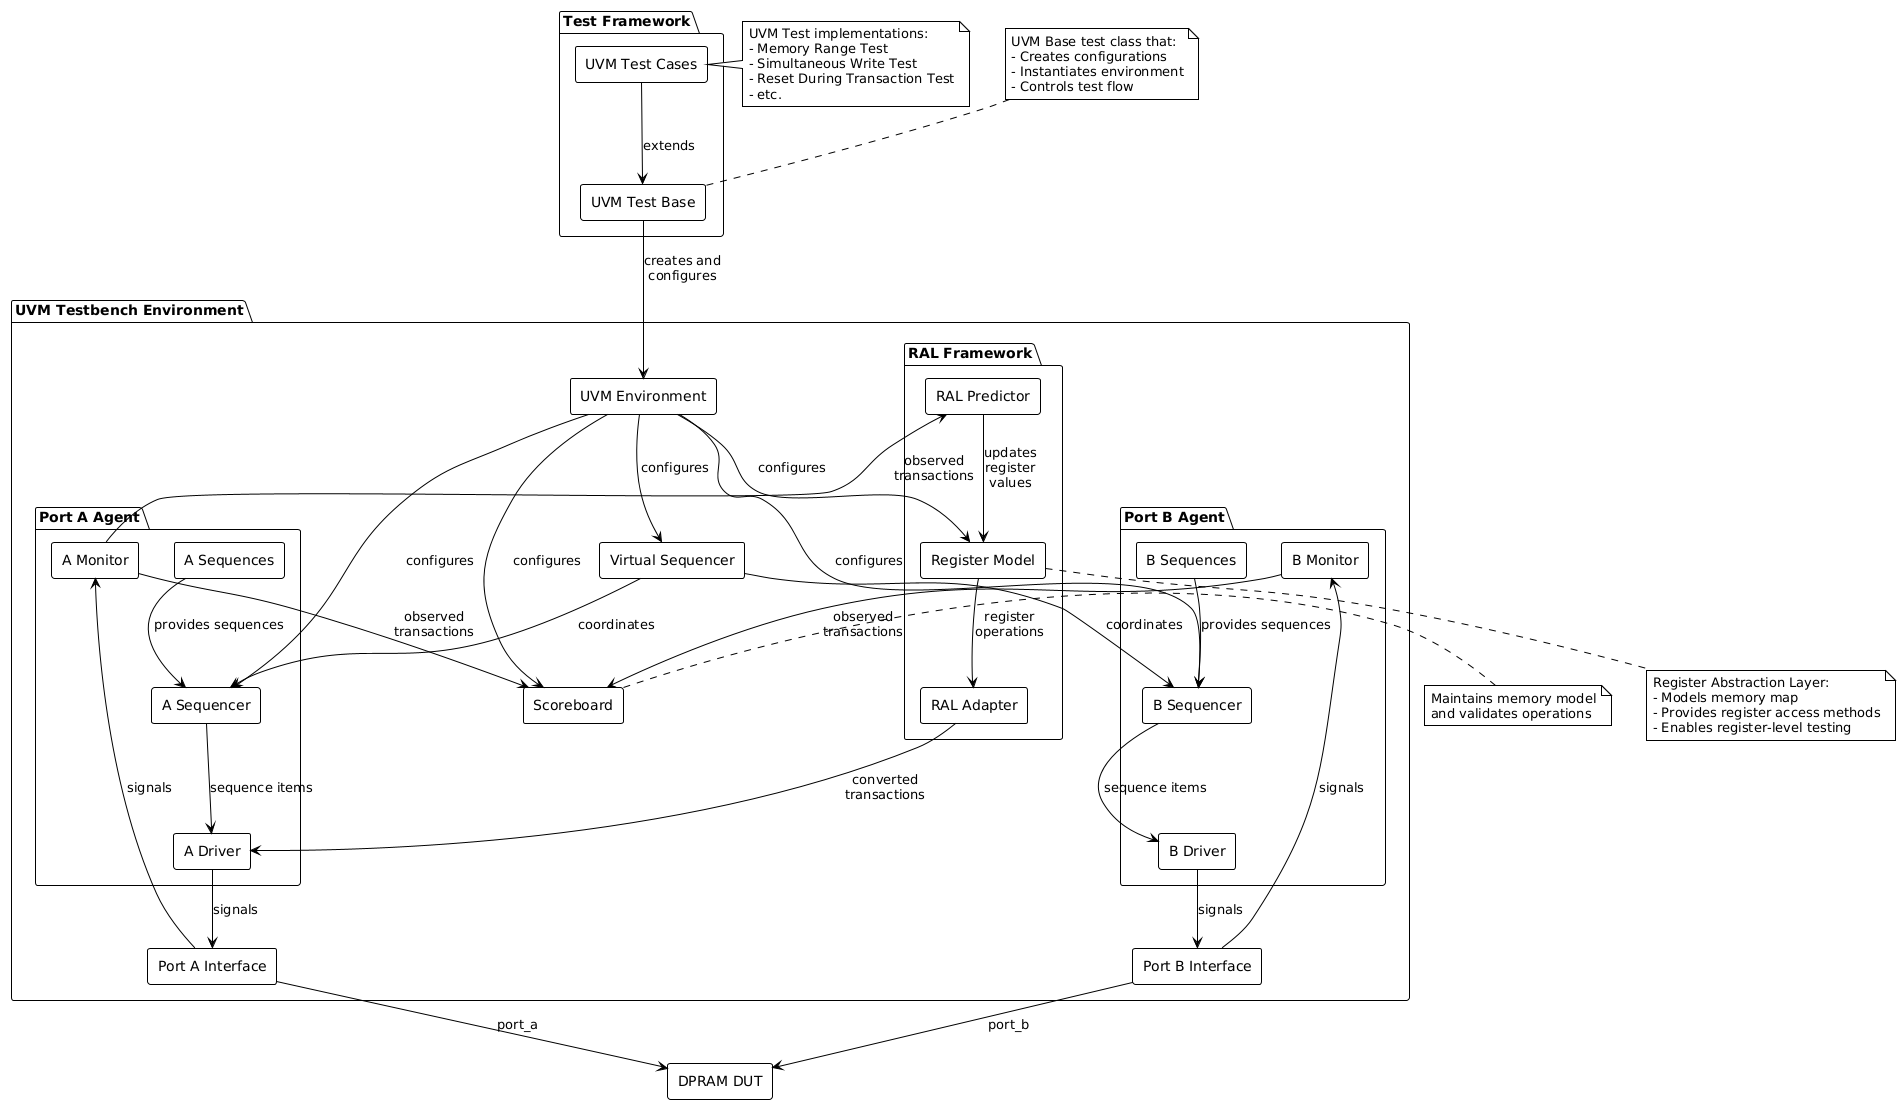 Test Framework
UVM Test Cases
UVM Test implementations:
- Memory Range Test
- Simultaneous Write Test
- Reset During Transaction Test
- etc.
UVM Base test class that:
- Creates configurations
- Instantiates environment
- Controls test flow
extends
UVM Test Base
creates and
configures
UVM Testbench Environment
RAL Framework
UVM Environment
RAL Predictor
configures
configures
observed
transactions
updates
register
values
Port A Agent
Port B Agent
A Monitor
A Sequences
configures
configures
Virtual Sequencer
configures
Register Model
B Sequences
B Monitor
provides sequences
observed
transactions
coordinates
observed
transactions
register
operations
coordinates
provides sequences
A Sequencer
Scoreboard
RAL Adapter
B Sequencer
Maintains memory model
and validates operations
Register Abstraction Layer:
- Models memory map
- Provides register access methods
- Enables register-level testing
signals
sequence items
converted
transactions
sequence items
signals
A Driver
B Driver
signals
signals
Port A Interface
Port B Interface
port_a
port_b
DPRAM DUT